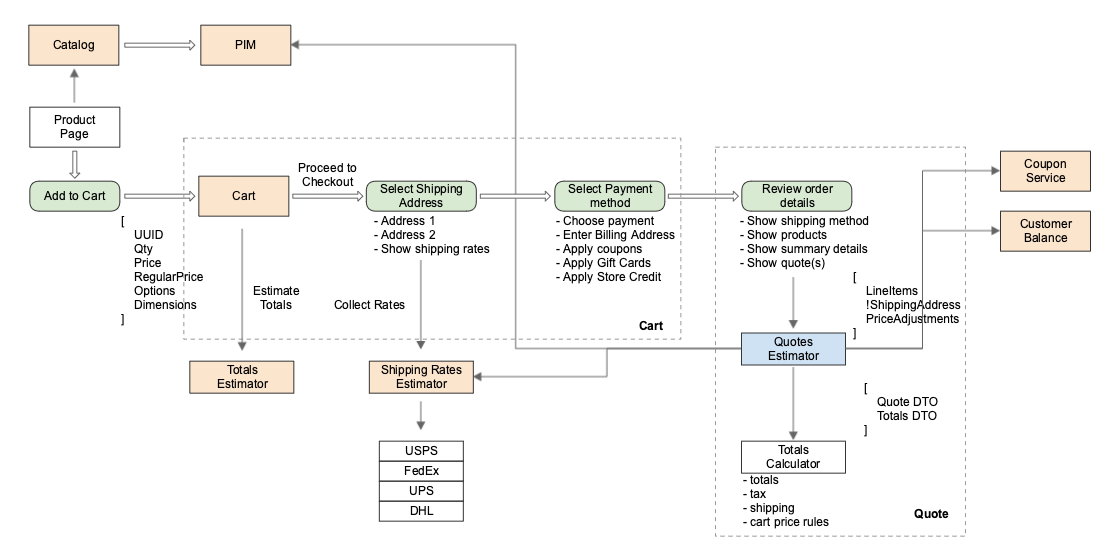 Catalog
PIM
Product
Page
Add to Cart
[
UUID
Qty
Price
RegularPrice
Options
Dimensions
]
Cart
Proceed to
Checkout
Select Shipping
Address
- Address 1
- Address 2
- Show shipping rates
Select Payment
method
- Choose payment
- Enter Billing Address
- Apply coupons
- Apply Gift Cards
- Apply Store Credit
Review order
details
- Show shipping method
- Show products
- Show summary details
- Show quote(s)
Coupon
Service
Customer
Balance
Estimate
Totals
Collect Rates
Cart
[
LineItems
!ShippingAddress
PriceAdjustments
]
Totals
Estimator
Shipping Rates
Estimator
Quotes
Estimator
[
Quote DTO
Totals DTO
]
USPS
FedEx
UPS
DHL
Totals
Calculator
- totals
- tax
- shipping
- cart price rules
Quote